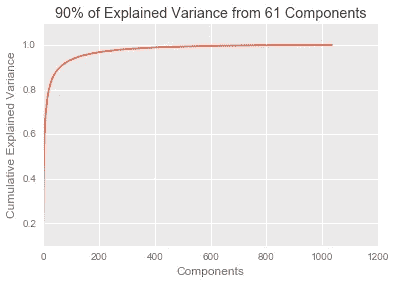 90% of Explained Variance from 61 Components
1.0
0.8
0.6
0.4
0.2
Cumulative Explained Variance
0 200 400 600 800 1000 1200
Components